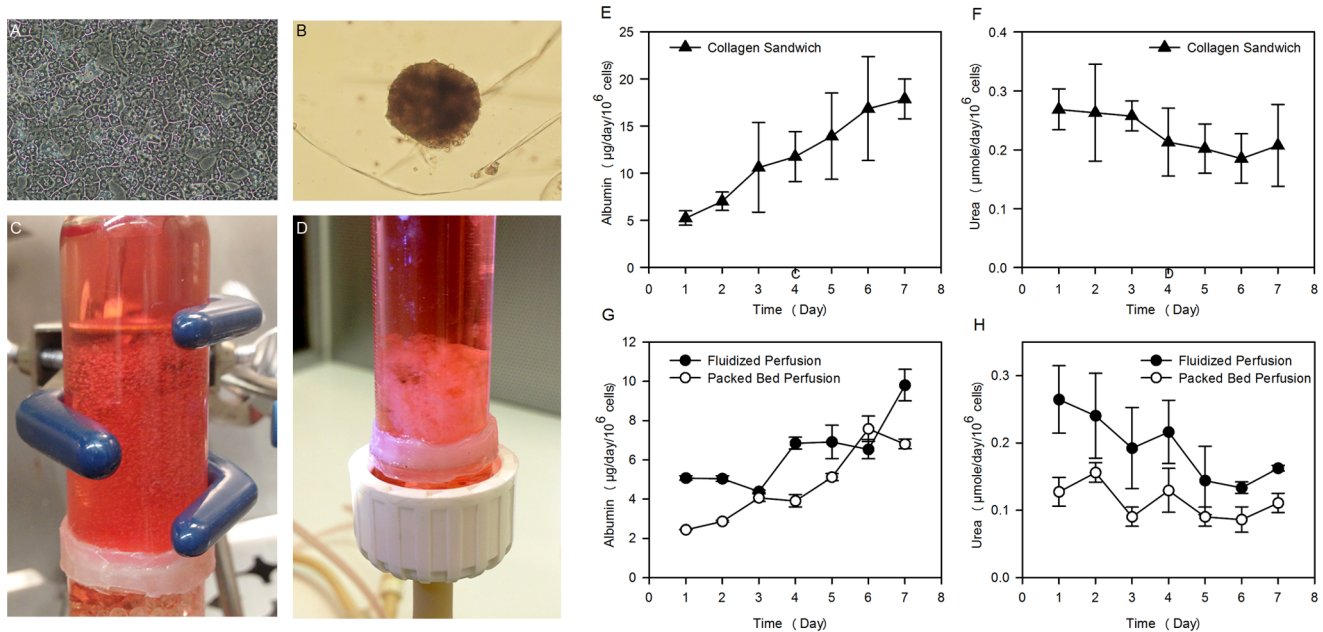 A
B
C
D
E
25
20
15
10
5
0
Albumin ( µg/day/10⁶ cells)
Collagen Sandwich
0 1 2 3 4 5 6 7 8
C
Time ( Day)
F
0.4
0.3
0.2
0.1
0.0
Urea ( µmole/day/10⁶ cells)
Collagen Sandwich
0 1 2 3 4 5 6 7 8
D
Time ( Day)
G
12
10
8
6
4
2
0
Albumin ( µg/day/10⁶ cells)
Fluidized Perfusion
Packed Bed Perfusion
0 1 2 3 4 5 6 7 8
Time ( Day)
H
0.3
0.2
0.1
0.0
Urea ( µmole/day/10⁶ cells)
Fluidized Perfusion
Packed Bed Perfusion
0 1 2 3 4 5 6 7 8
Time ( Day)